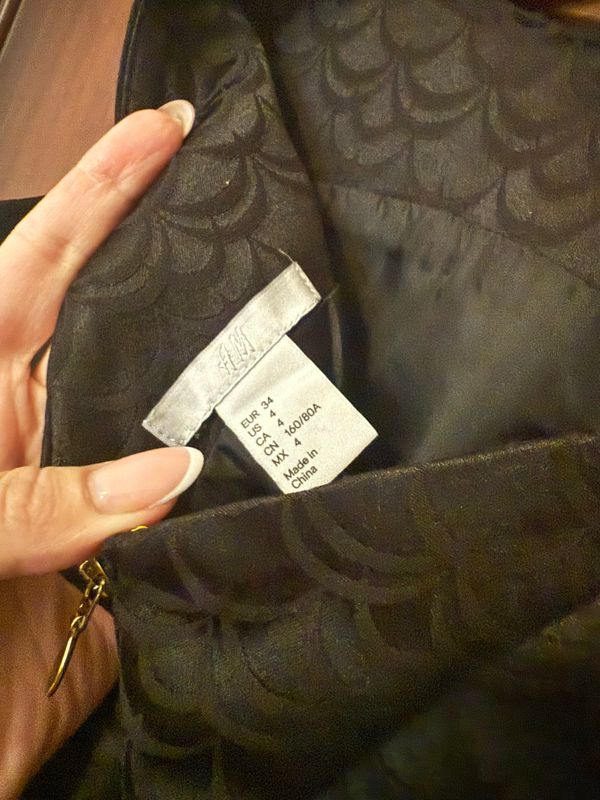 H&M
EUR 34
US 4
CA 4
CN 160/80A
MX 4
Made in
China